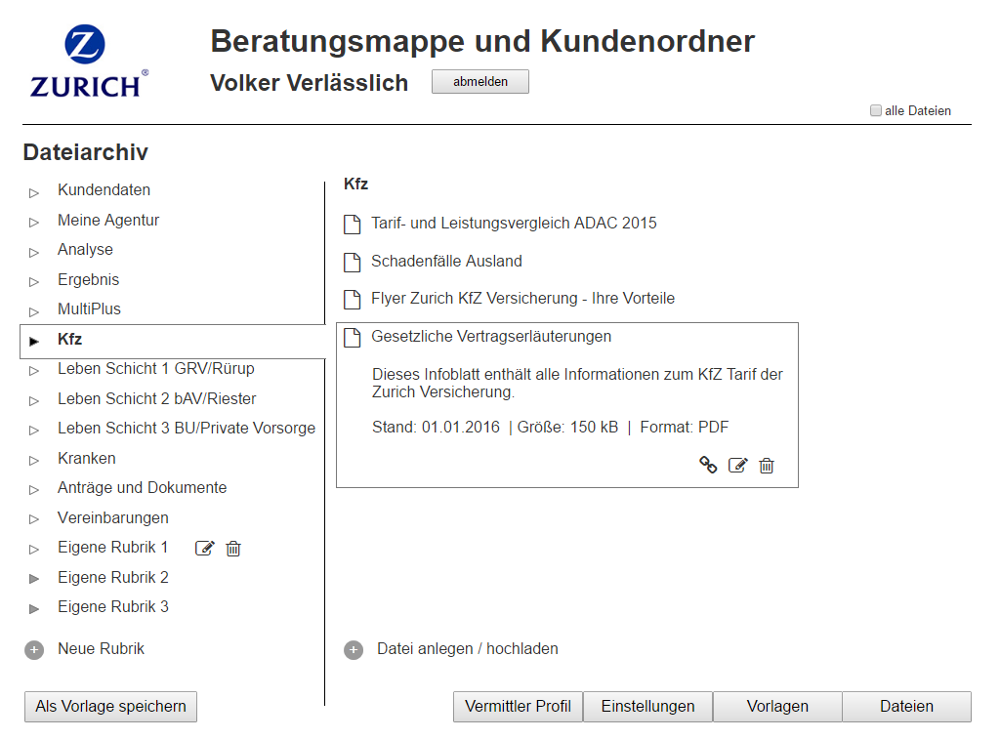 Z
ZURICH®
Beratungsmappe und Kundenordner
Volker Verlässlich
abmelden
alle Dateien
Dateiarchiv
Kundendaten
Meine Agentur
Analyse
Ergebnis
MultiPlus
Kfz
Leben Schicht 1 GRV/Rürup
Leben Schicht 2 bAV/Riester
Leben Schicht 3 BU/Private Vorsorge
Kranken
Anträge und Dokumente
Vereinbarungen
Eigene Rubrik 1
Eigene Rubrik 2
Eigene Rubrik 3
Neue Rubrik
Kfz
Tarif- und Leistungsvergleich ADAC 2015
Schadenfälle Ausland
Flyer Zurich KfZ Versicherung - Ihre Vorteile
Gesetzliche Vertragserläuterungen
Dieses Infoblatt enthält alle Informationen zum KfZ Tarif der
Zurich Versicherung.
Stand: 01.01.2016 | Größe: 150 kB | Format: PDF
Datei anlegen / hochladen
Als Vorlage speichern
Vermittler Profil
Einstellungen
Vorlagen
Dateien